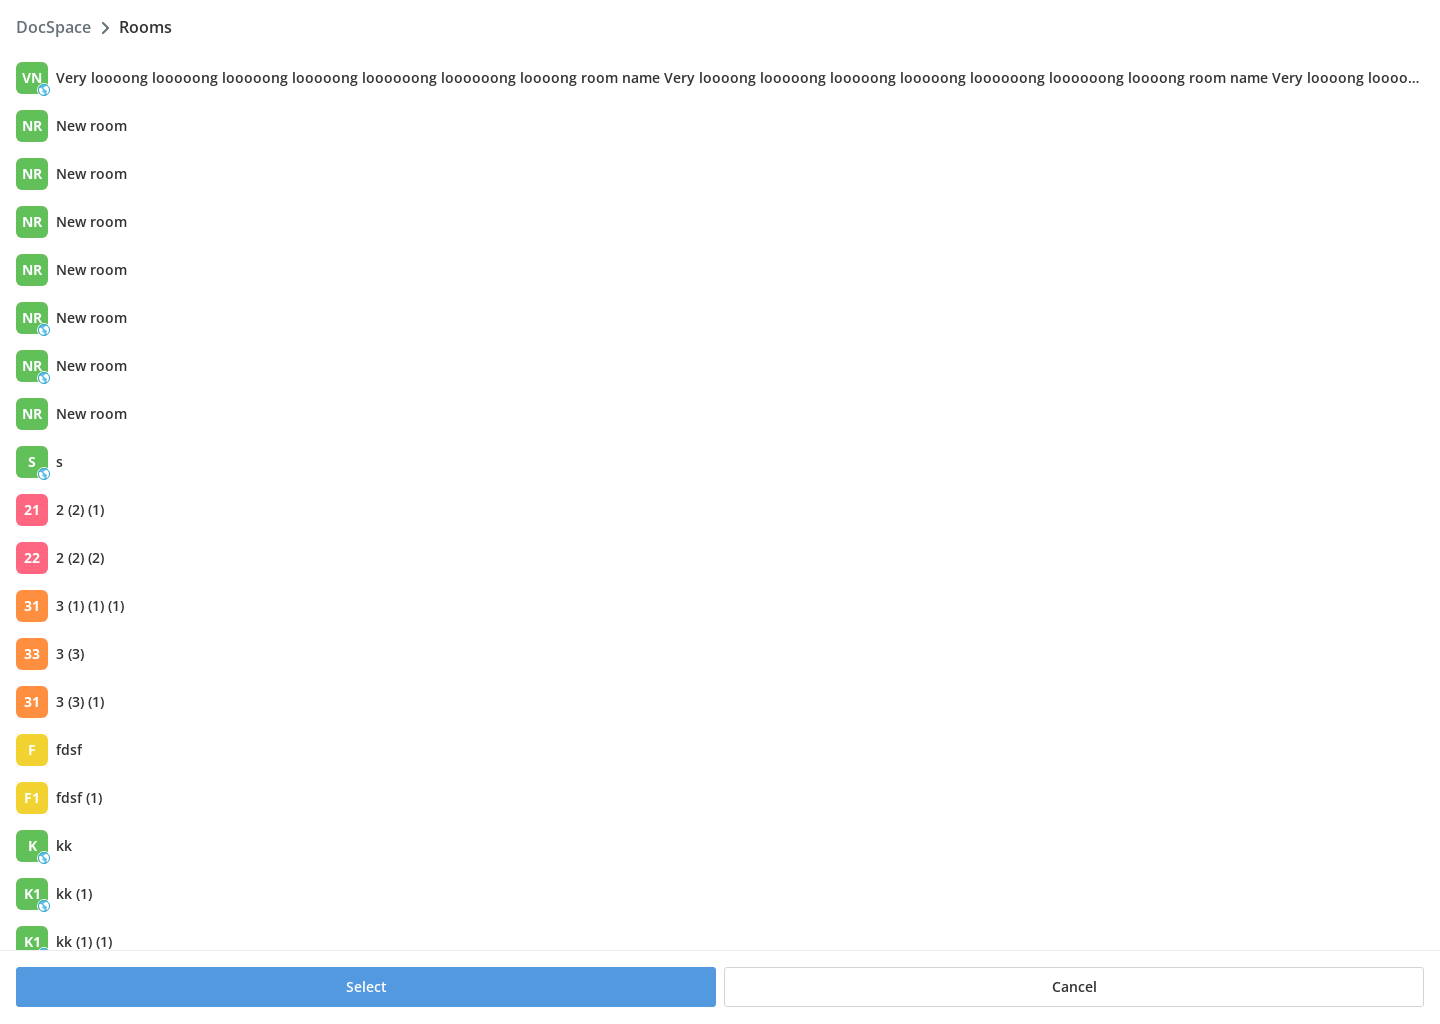 DocSpace > Rooms
VN Very loooong looooong looooong looooong loooooong loooooong loooong room name Very loooong looooong looooong looooong loooooong loooooong loooong room name Very loooong loooo...
NR New room
NR New room
NR New room
NR New room
NR New room
NR New room
NR New room
S s
21 2 (2) (1)
22 2 (2) (2)
31 3 (1) (1) (1)
33 3 (3)
31 3 (3) (1)
F fdsf
F1 fdsf (1)
K kk
K1 kk (1)
K1 kk (1) (1)
Select Cancel